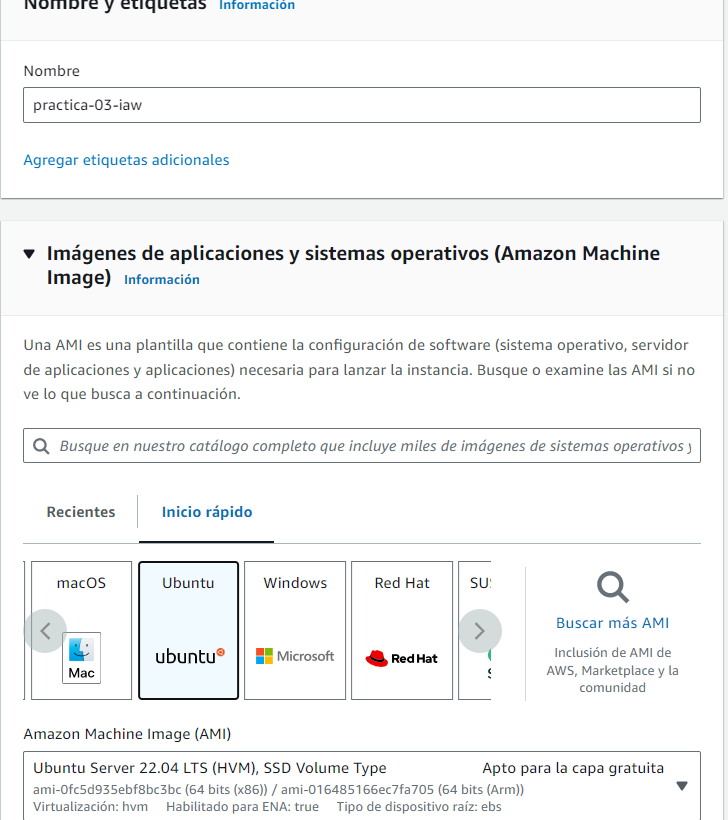 Nombre y etiquetas Información
Nombre
practica-03-iaw
Agregar etiquetas adicionales
Imágenes de aplicaciones y sistemas operativos (Amazon Machine
Image) Información
Una AMI es una plantilla que contiene la configuración de software (sistema operativo, servidor
de aplicaciones y aplicaciones) necesaria para lanzar la instancia. Busque o examine las AMI si no
ve lo que busca a continuación.
Busque en nuestro catálogo completo que incluye miles de imágenes de sistemas operativos y
Recientes
Inicio rápido
macOS
Mac
Ubuntu
ubuntu
Windows
Microsoft
Red Hat
RedHat
SUS
S
Buscar más AMI
Inclusión de AMI de
AWS, Marketplace y la
comunidad
Amazon Machine Image (AMI)
Ubuntu Server 22.04 LTS (HVM), SSD Volume Type Apto para la capa gratuita
ami-0fc5d935ebf8bc3bc (64 bits (x86)) / ami-016485166ec7fa705 (64 bits (Arm))
Virtualización: hvm Habilitado para ENA: true Tipo de dispositivo raíz: ebs